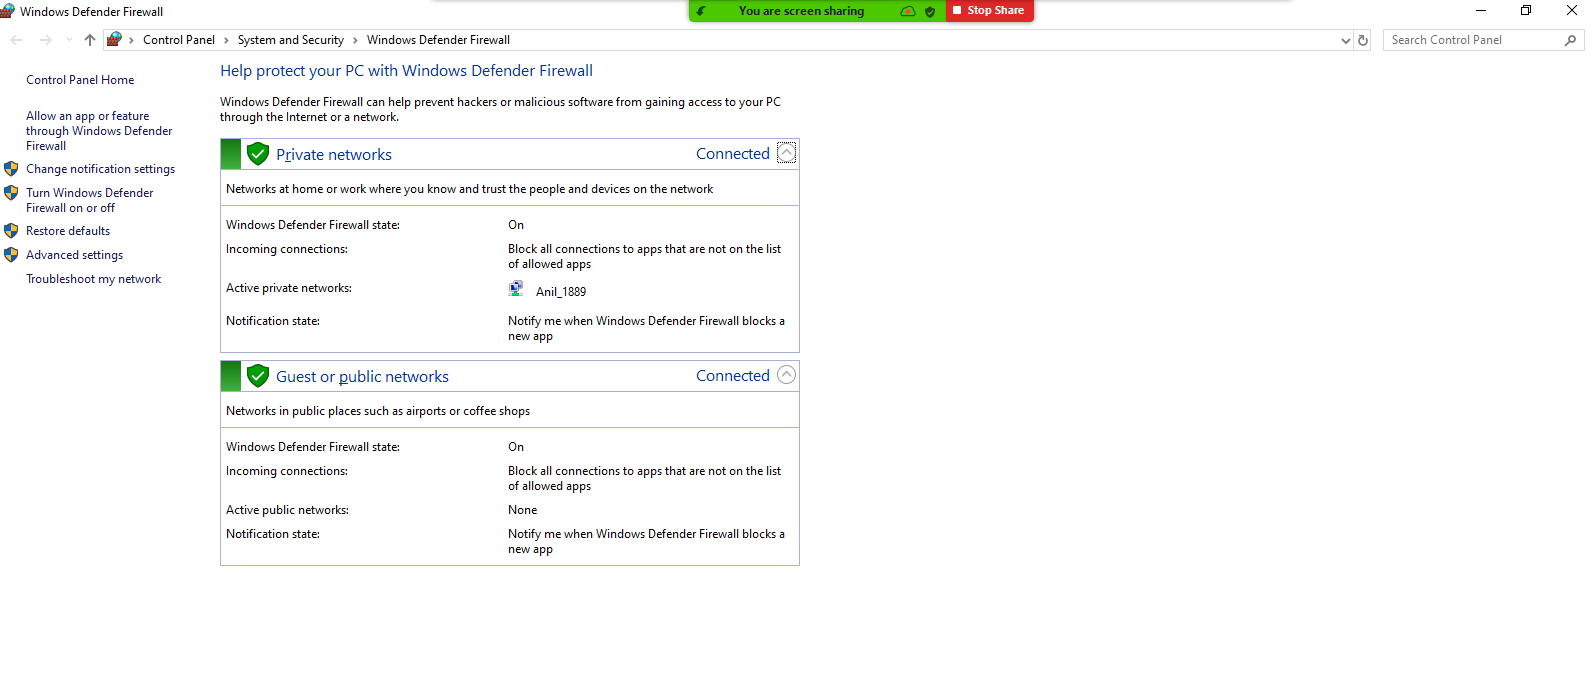 Windows Defender Firewall
You are screen sharing
Stop Share
Control Panel > System and Security > Windows Defender Firewall
Search Control Panel
Control Panel Home
Allow an app or feature
through Windows Defender
Firewall
Change notification settings
Turn Windows Defender
Firewall on or off
Restore defaults
Advanced settings
Troubleshoot my network
Help protect your PC with Windows Defender Firewall
Windows Defender Firewall can help prevent hackers or malicious software from gaining access to your PC
through the Internet or a network.
Private networks Connected
Networks at home or work where you know and trust the people and devices on the network
Windows Defender Firewall state: On
Incoming connections: Block all connections to apps that are not on the list
of allowed apps
Active private networks: Anil_1889
Notification state: Notify me when Windows Defender Firewall blocks a
new app
Guest or public networks Connected
Networks in public places such as airports or coffee shops
Windows Defender Firewall state: On
Incoming connections: Block all connections to apps that are not on the list
of allowed apps
Active public networks: None
Notification state: Notify me when Windows Defender Firewall blocks a
new app